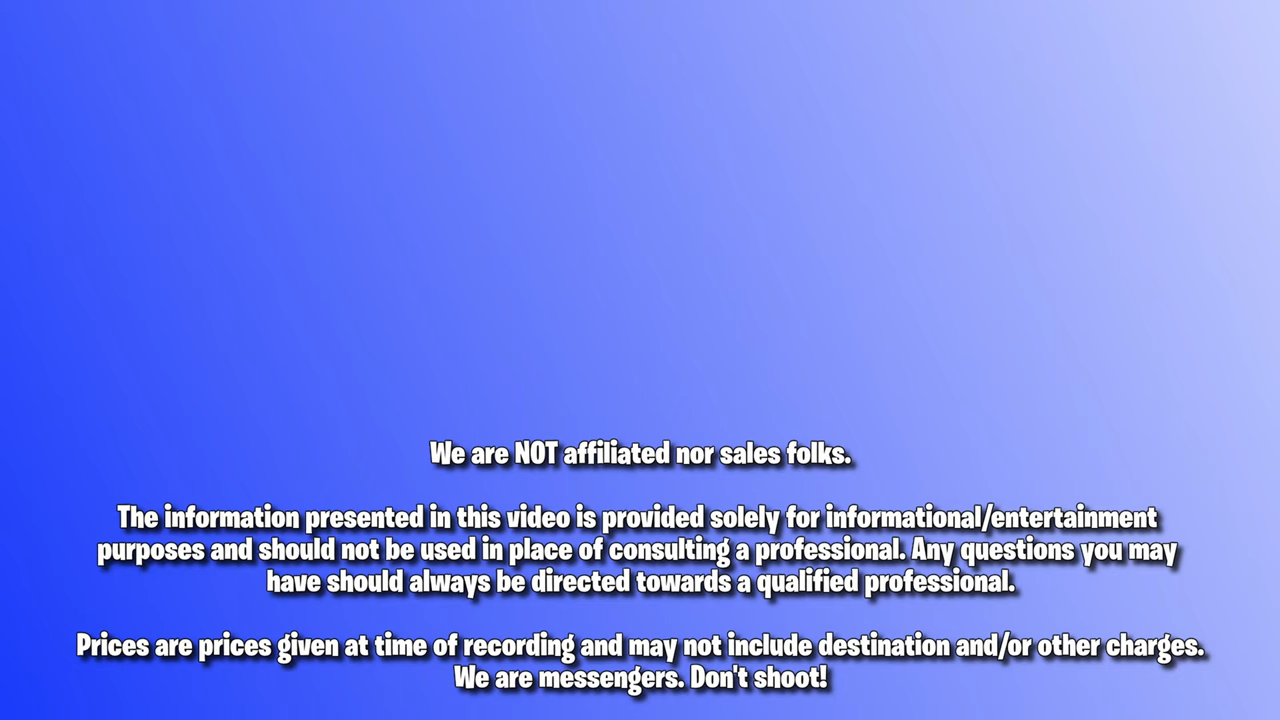 We are NOT affiliated nor sales folks.
The information presented in this video is provided solely for informational/entertainment
purposes and should not be used in place of consulting a professional. Any questions you may
have should always be directed towards a qualified professional.
Prices are prices given at time of recording and may not include destination and/or other charges.
We are messengers. Don't shoot!